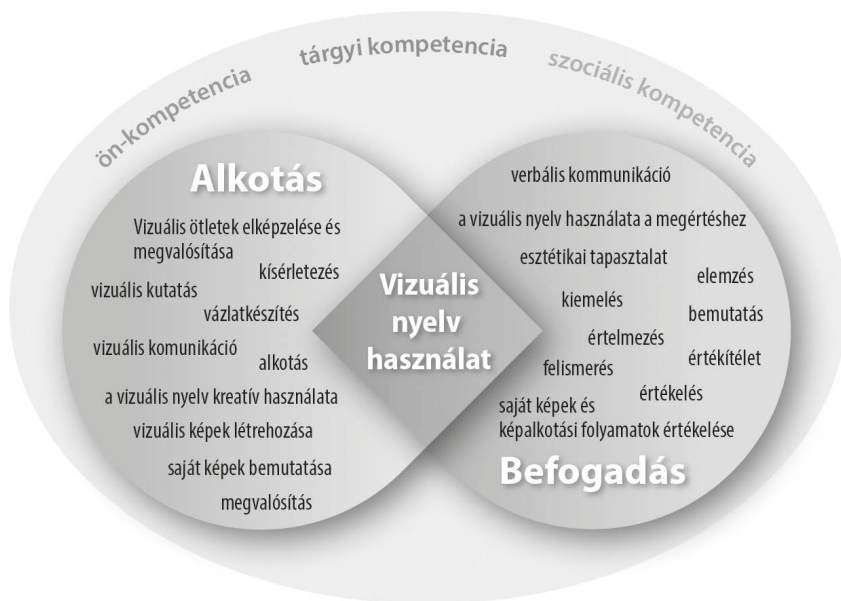 ön-kompetencia
tárgyi kompetencia
szociális kompetencia
Alkotás
Vizuális ötletek elképzelése és
megvalósítása
kísérletezés
vizuális kutatás
vázlatkészítés
vizuális komunikáció
alkotás
a vizuális nyelv kreatív használata
vizuális képek létrehozása
saját képek bemutatása
megvalósítás
Vizuális
nyelv
használat
verbális kommunikáció
a vizuális nyelv használata a megértéshez
esztétikai tapasztalat
elemzés
kiemelés
bemutatás
értelmezés
értékítélet
felismerés
értékelés
saját képek és
képalkotási folyamatok értékelése
Befogadás